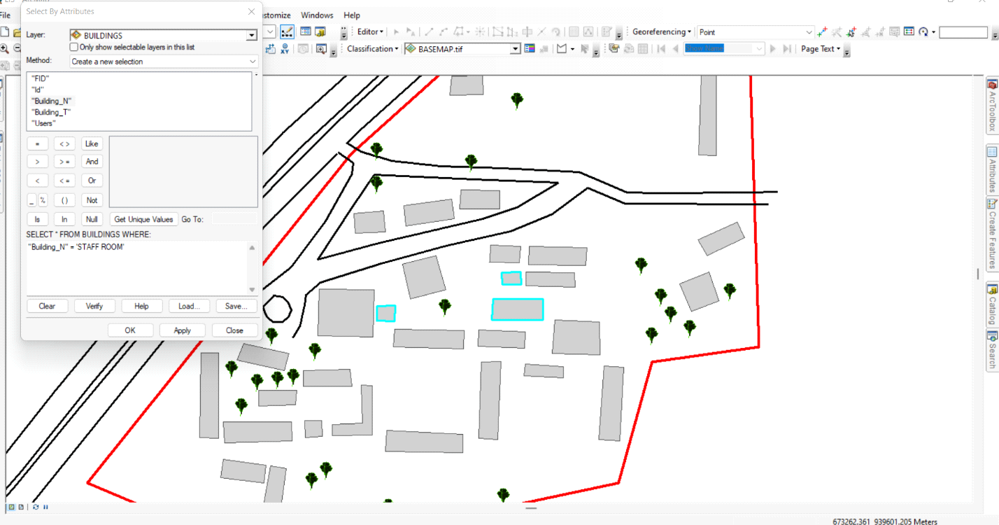 Select By Attributes
File
stomize Windows Help
Layer: BUILDINGS
Only show selectable layers in this list
Method: Create a new selection
"FID"
"Id"
"Building_N"
"Building_T"
"Users"
= < > Like
> > = And
< < = Or
_ % ( ) Not
Is In Null Get Unique Values Go To:
SELECT * FROM BUILDINGS WHERE:
"Building_N" = 'STAFF ROOM'
Clear Verify Help Load... Save...
OK Apply Close
Editor Georeferencing Point
XY Classification BASEMAP.tif Page Text
ArcToolbox
Attributes
Create Features
Catalog
Search
673262.361 939601.205 Meters